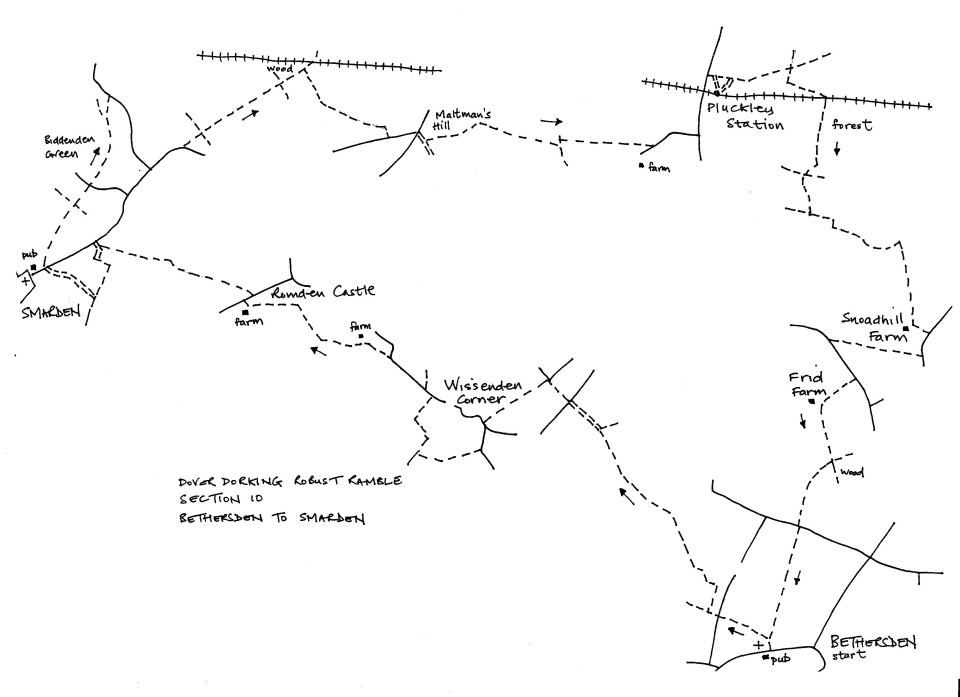 wood
Maltman's
Hill
Pluckley
Station
forest
Biddenden
Green
farm
pub
SMARDEN
Romden Castle
farm
farm
Snoadhill
Farm
Wissenden
Corner
Frid
Farm
wood
DOVER DORKING ROBUST RAMBLE
SECTION 10
BETHERSDEN TO SMARDEN
BETHERSDEN
start
pub